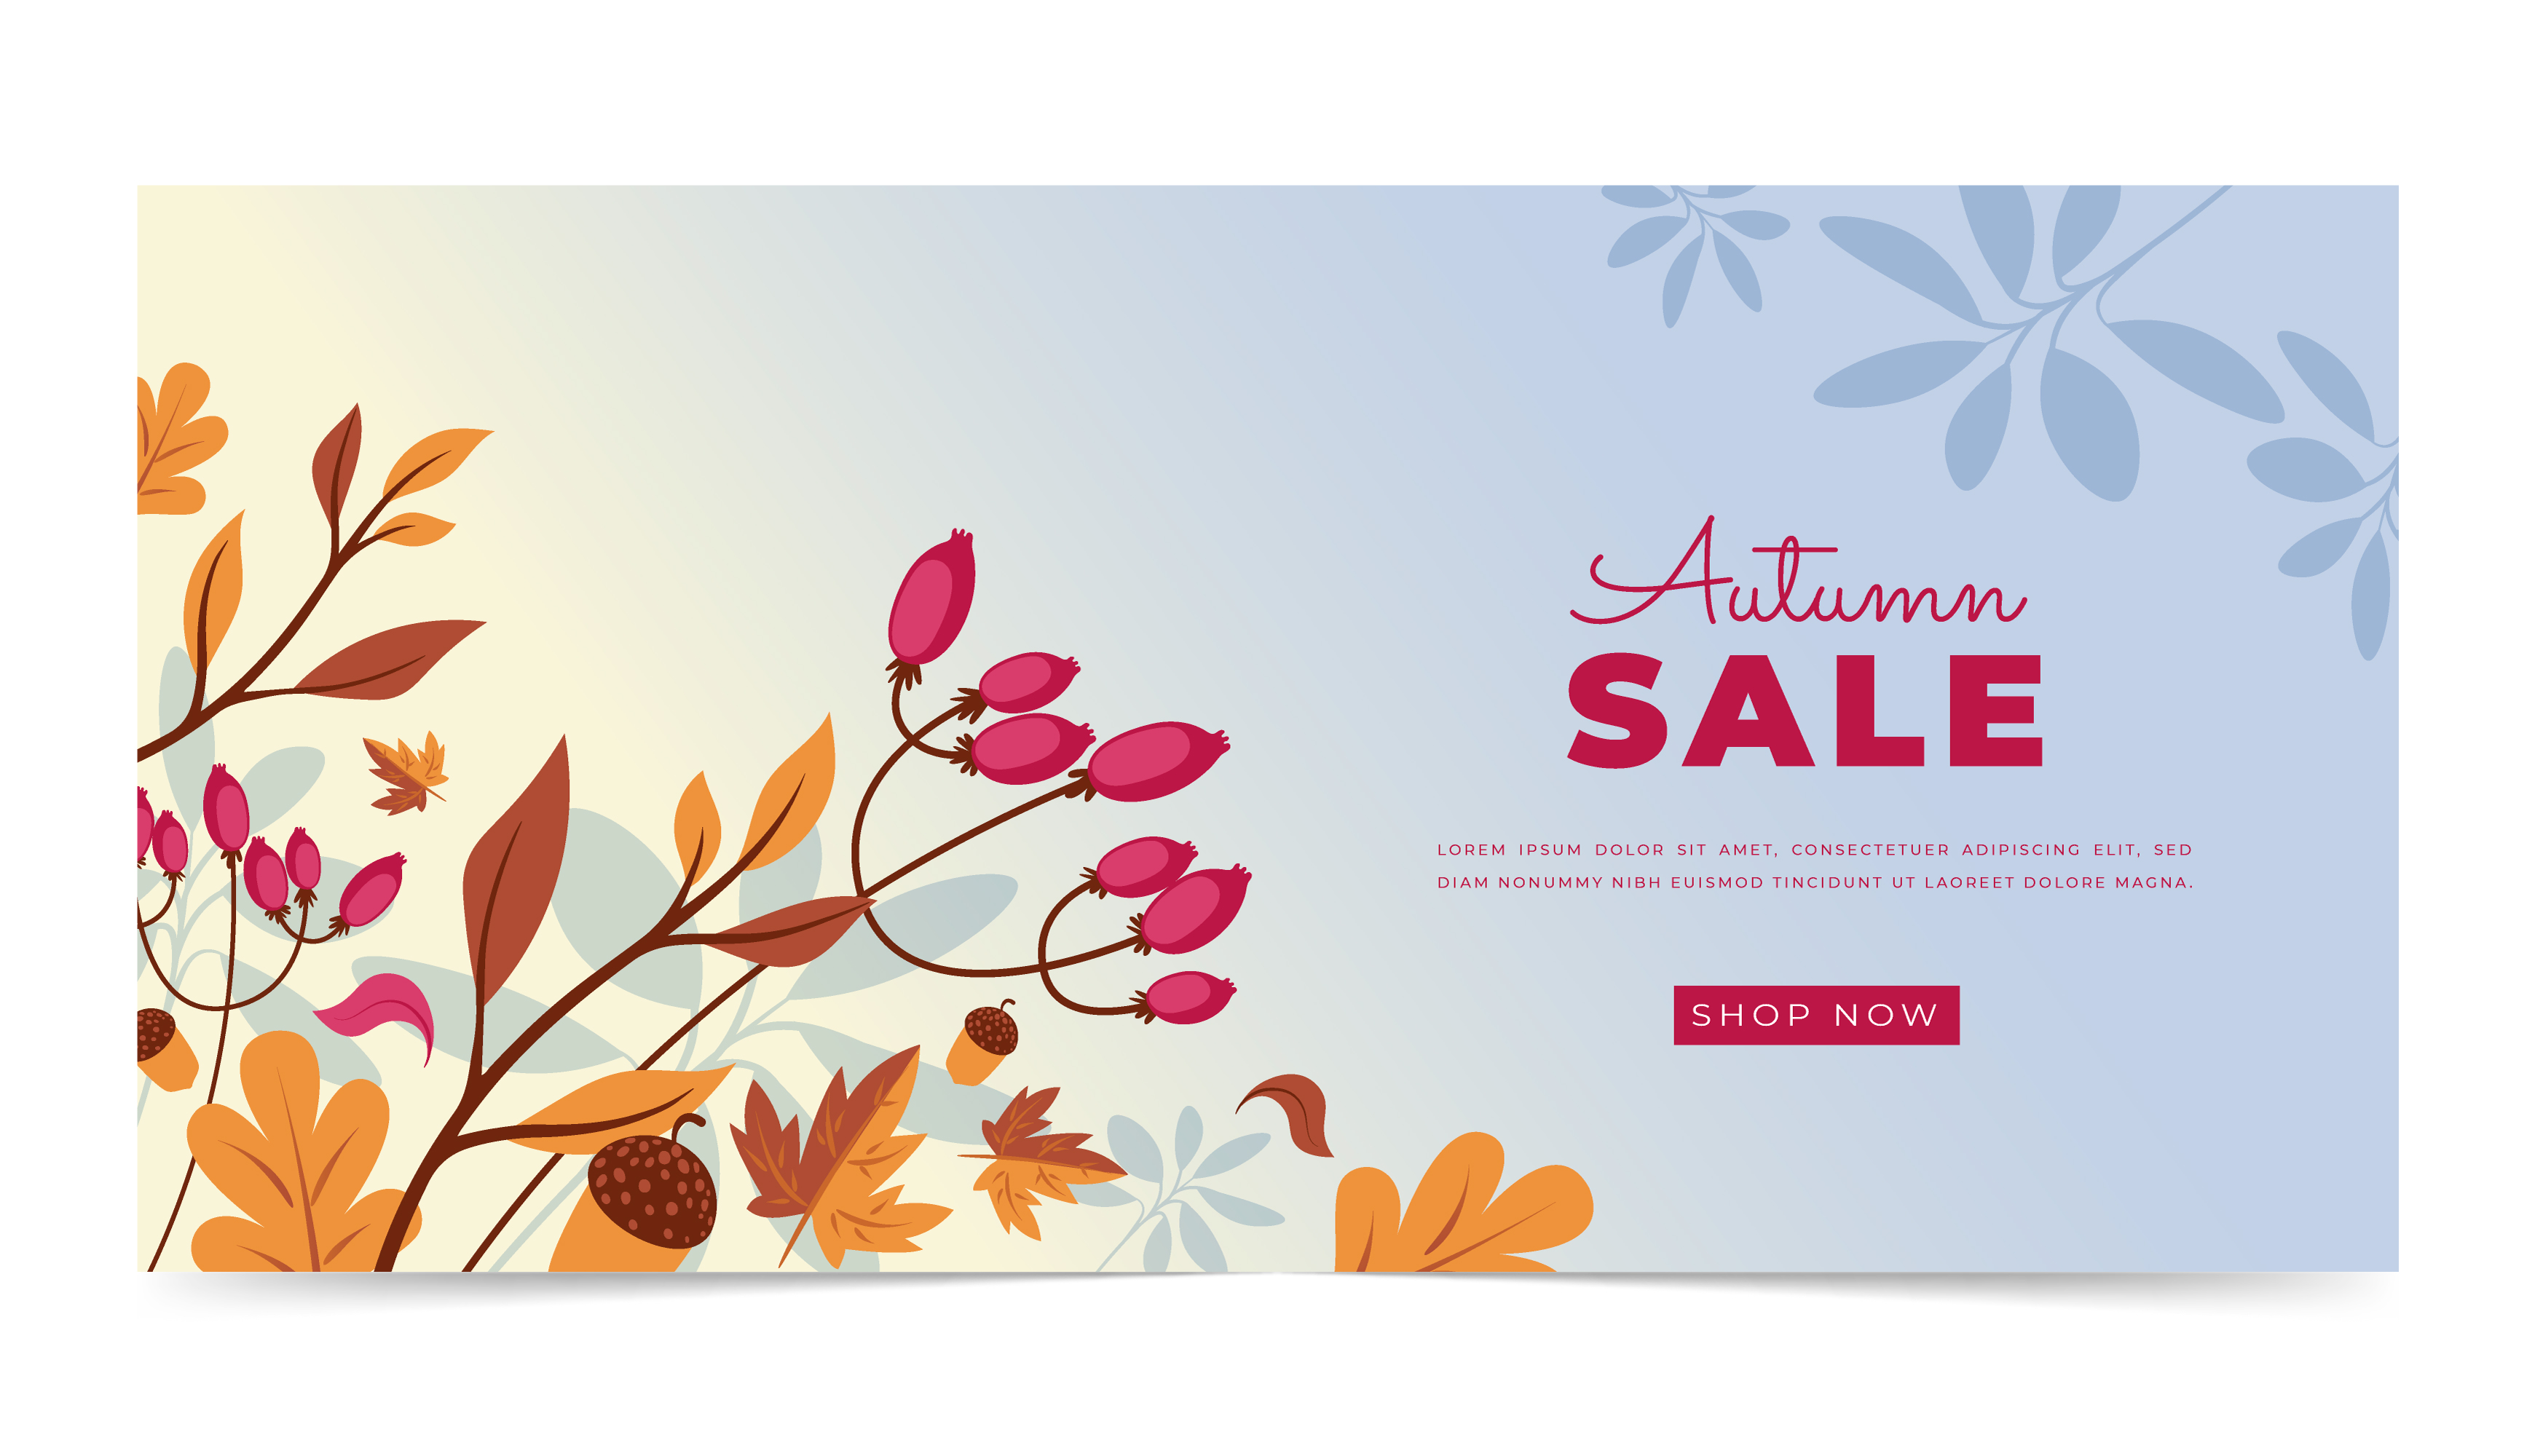 Autumn
SALE
LOREM IPSUM DOLOR SIT AMET, CONSECTETUER ADIPISCING ELIT, SED
DIAM NONUMMY NIBH EUISMOD TINCIDUNT UT LAOREET DOLORE MAGNA.
SHOP NOW